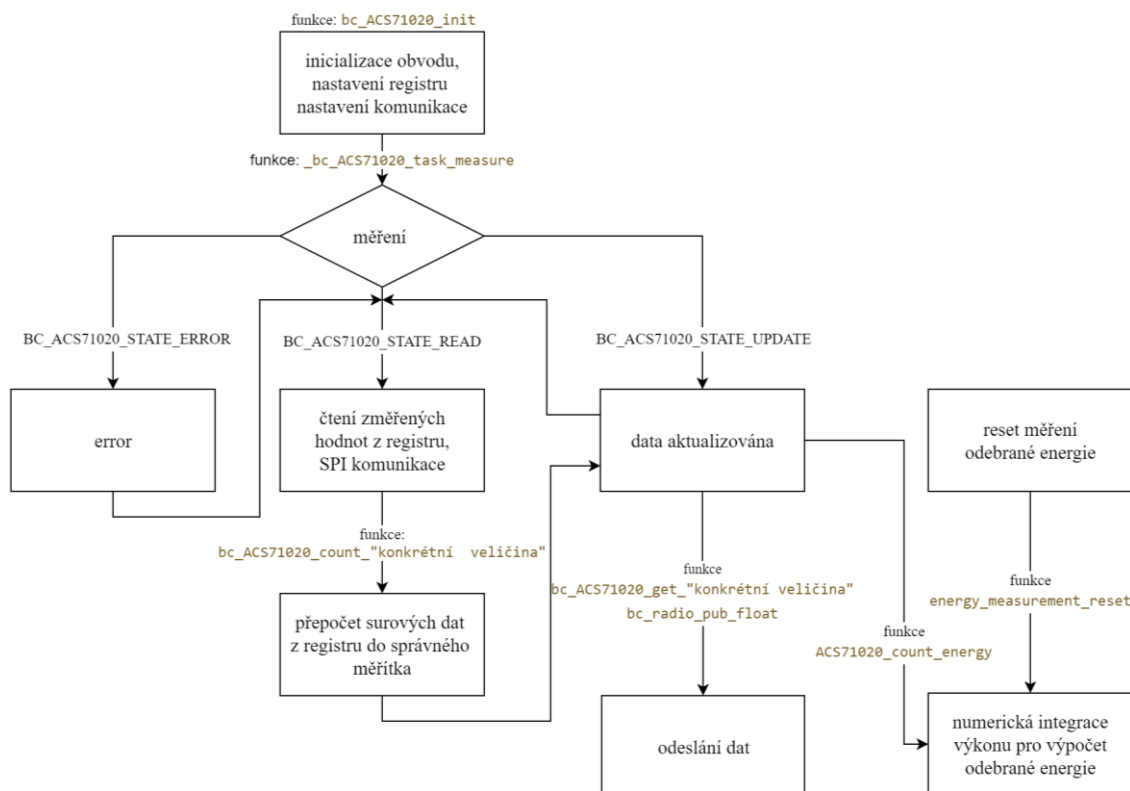 funkce: bc_ACS71020_init
inicializace obvodu,
nastavení registru
nastavení komunikace
funkce: _bc_ACS71020_task_measure
měření
BC_ACS71020_STATE_ERROR
BC_ACS71020_STATE_READ
BC_ACS71020_STATE_UPDATE
error
čtení změřených
hodnot z registru,
SPI komunikace
data aktualizována
reset měření
odebrané energie
funkce:
bc_ACS71020_count_"konkrétní veličina"
funkce
bc_ACS71020_get_"konkrétní veličina"
bc_radio_pub_float
funkce
energy_measurement_reset
funkce
ACS71020_count_energy
přepočet surových dat
z registru do správného
měřítka
odeslání dat
numerická integrace
výkonu pro výpočet
odebrané energie